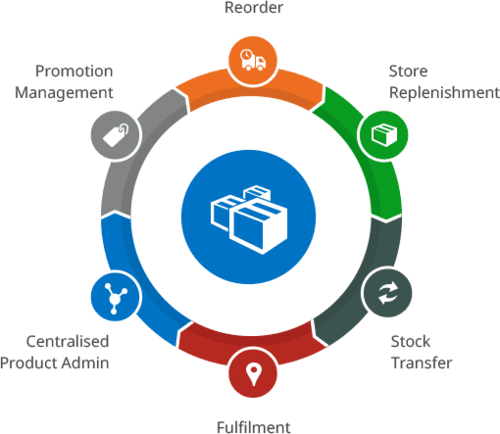 Reorder
Store
Replenishment
Stock
Transfer
Fulfilment
Centralised
Product Admin
Promotion
Management